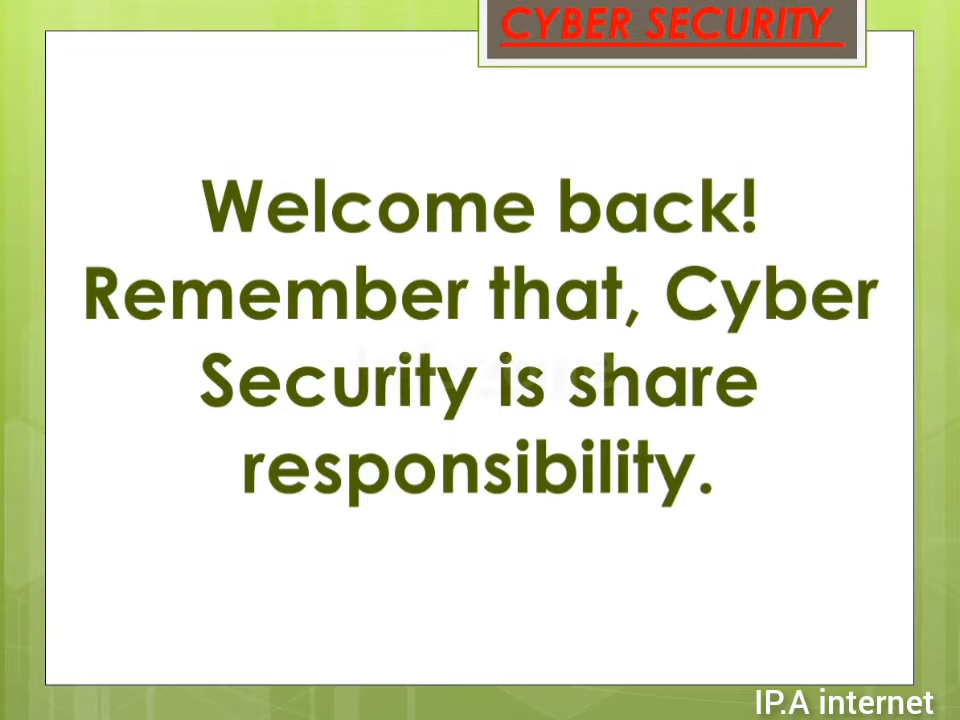 CYBER SECURITY
Welcome back!
Remember that, Cyber
Security is share
responsibility.
IP.A internet